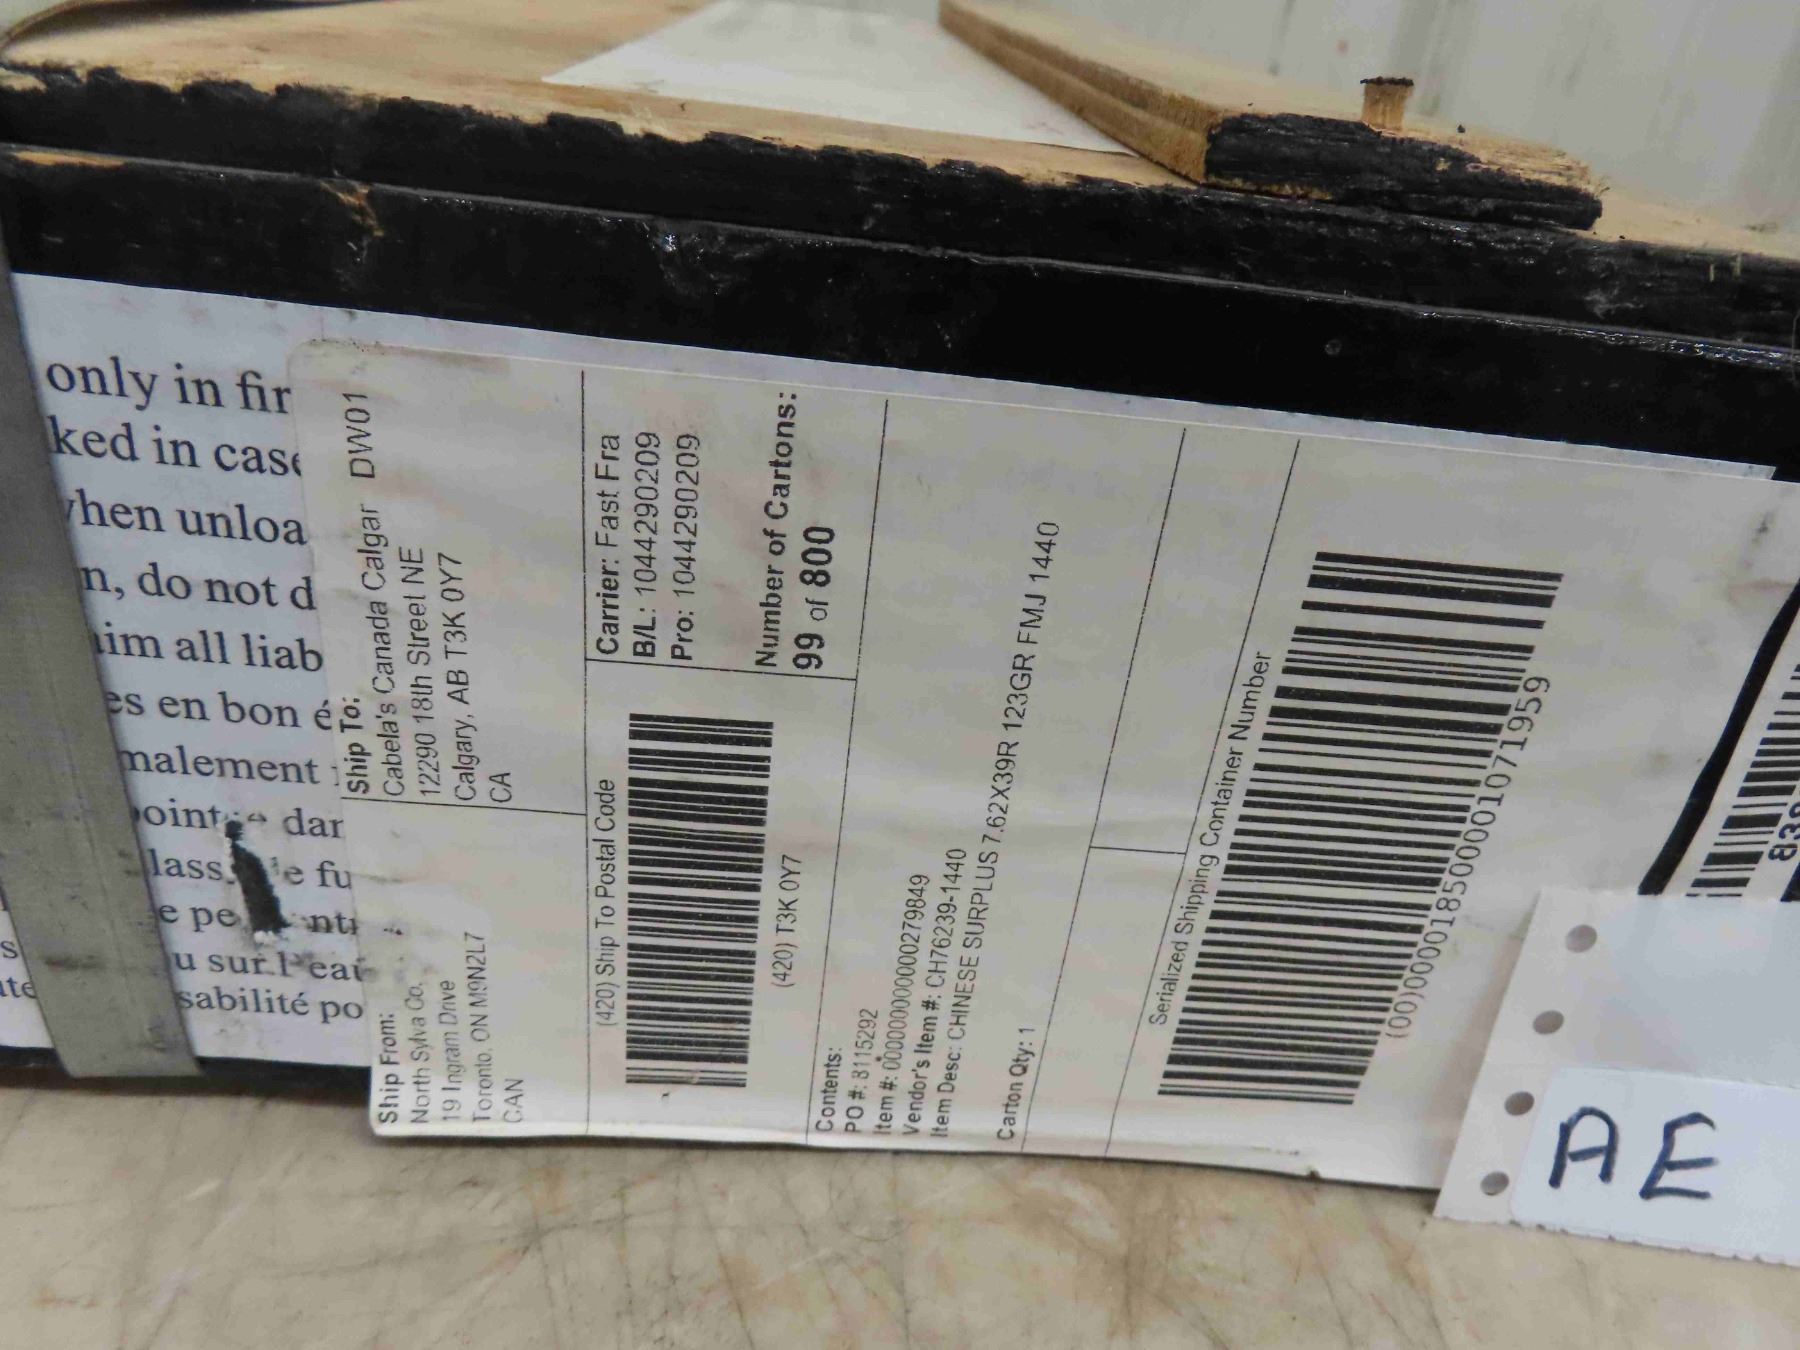 only in fir
ked in case
hen unloa
n, do not d
im all liab
es en bon é
malement
dar
lass e fu
e pe nti
u sur l'eau
sabilité po
Ship From:
North Sylva Co.
19 Ingram Drive
Toronto, ON M9N2L7
CAN
Ship To:
Cabela's Canada Calgar DW01
12290 18th Street NE
Calgary, AB T3K 0Y7
CA
(420) Ship To Postal Code
(420) T3K 0Y7
Carrier: Fast Fra
B/L: 1044290209
Pro: 1044290209
Number of Cartons:
99 of 800
Contents:
PO #: 8115292
Item #: 000000000000279849
Vendor's Item #: CH76239-1440
Item Desc: CHINESE SURPLUS 7.62X39R 123GR FMJ 1440
Carton Qty: 1
Serialized Shipping Container Number
(00)000018500001071959
AE